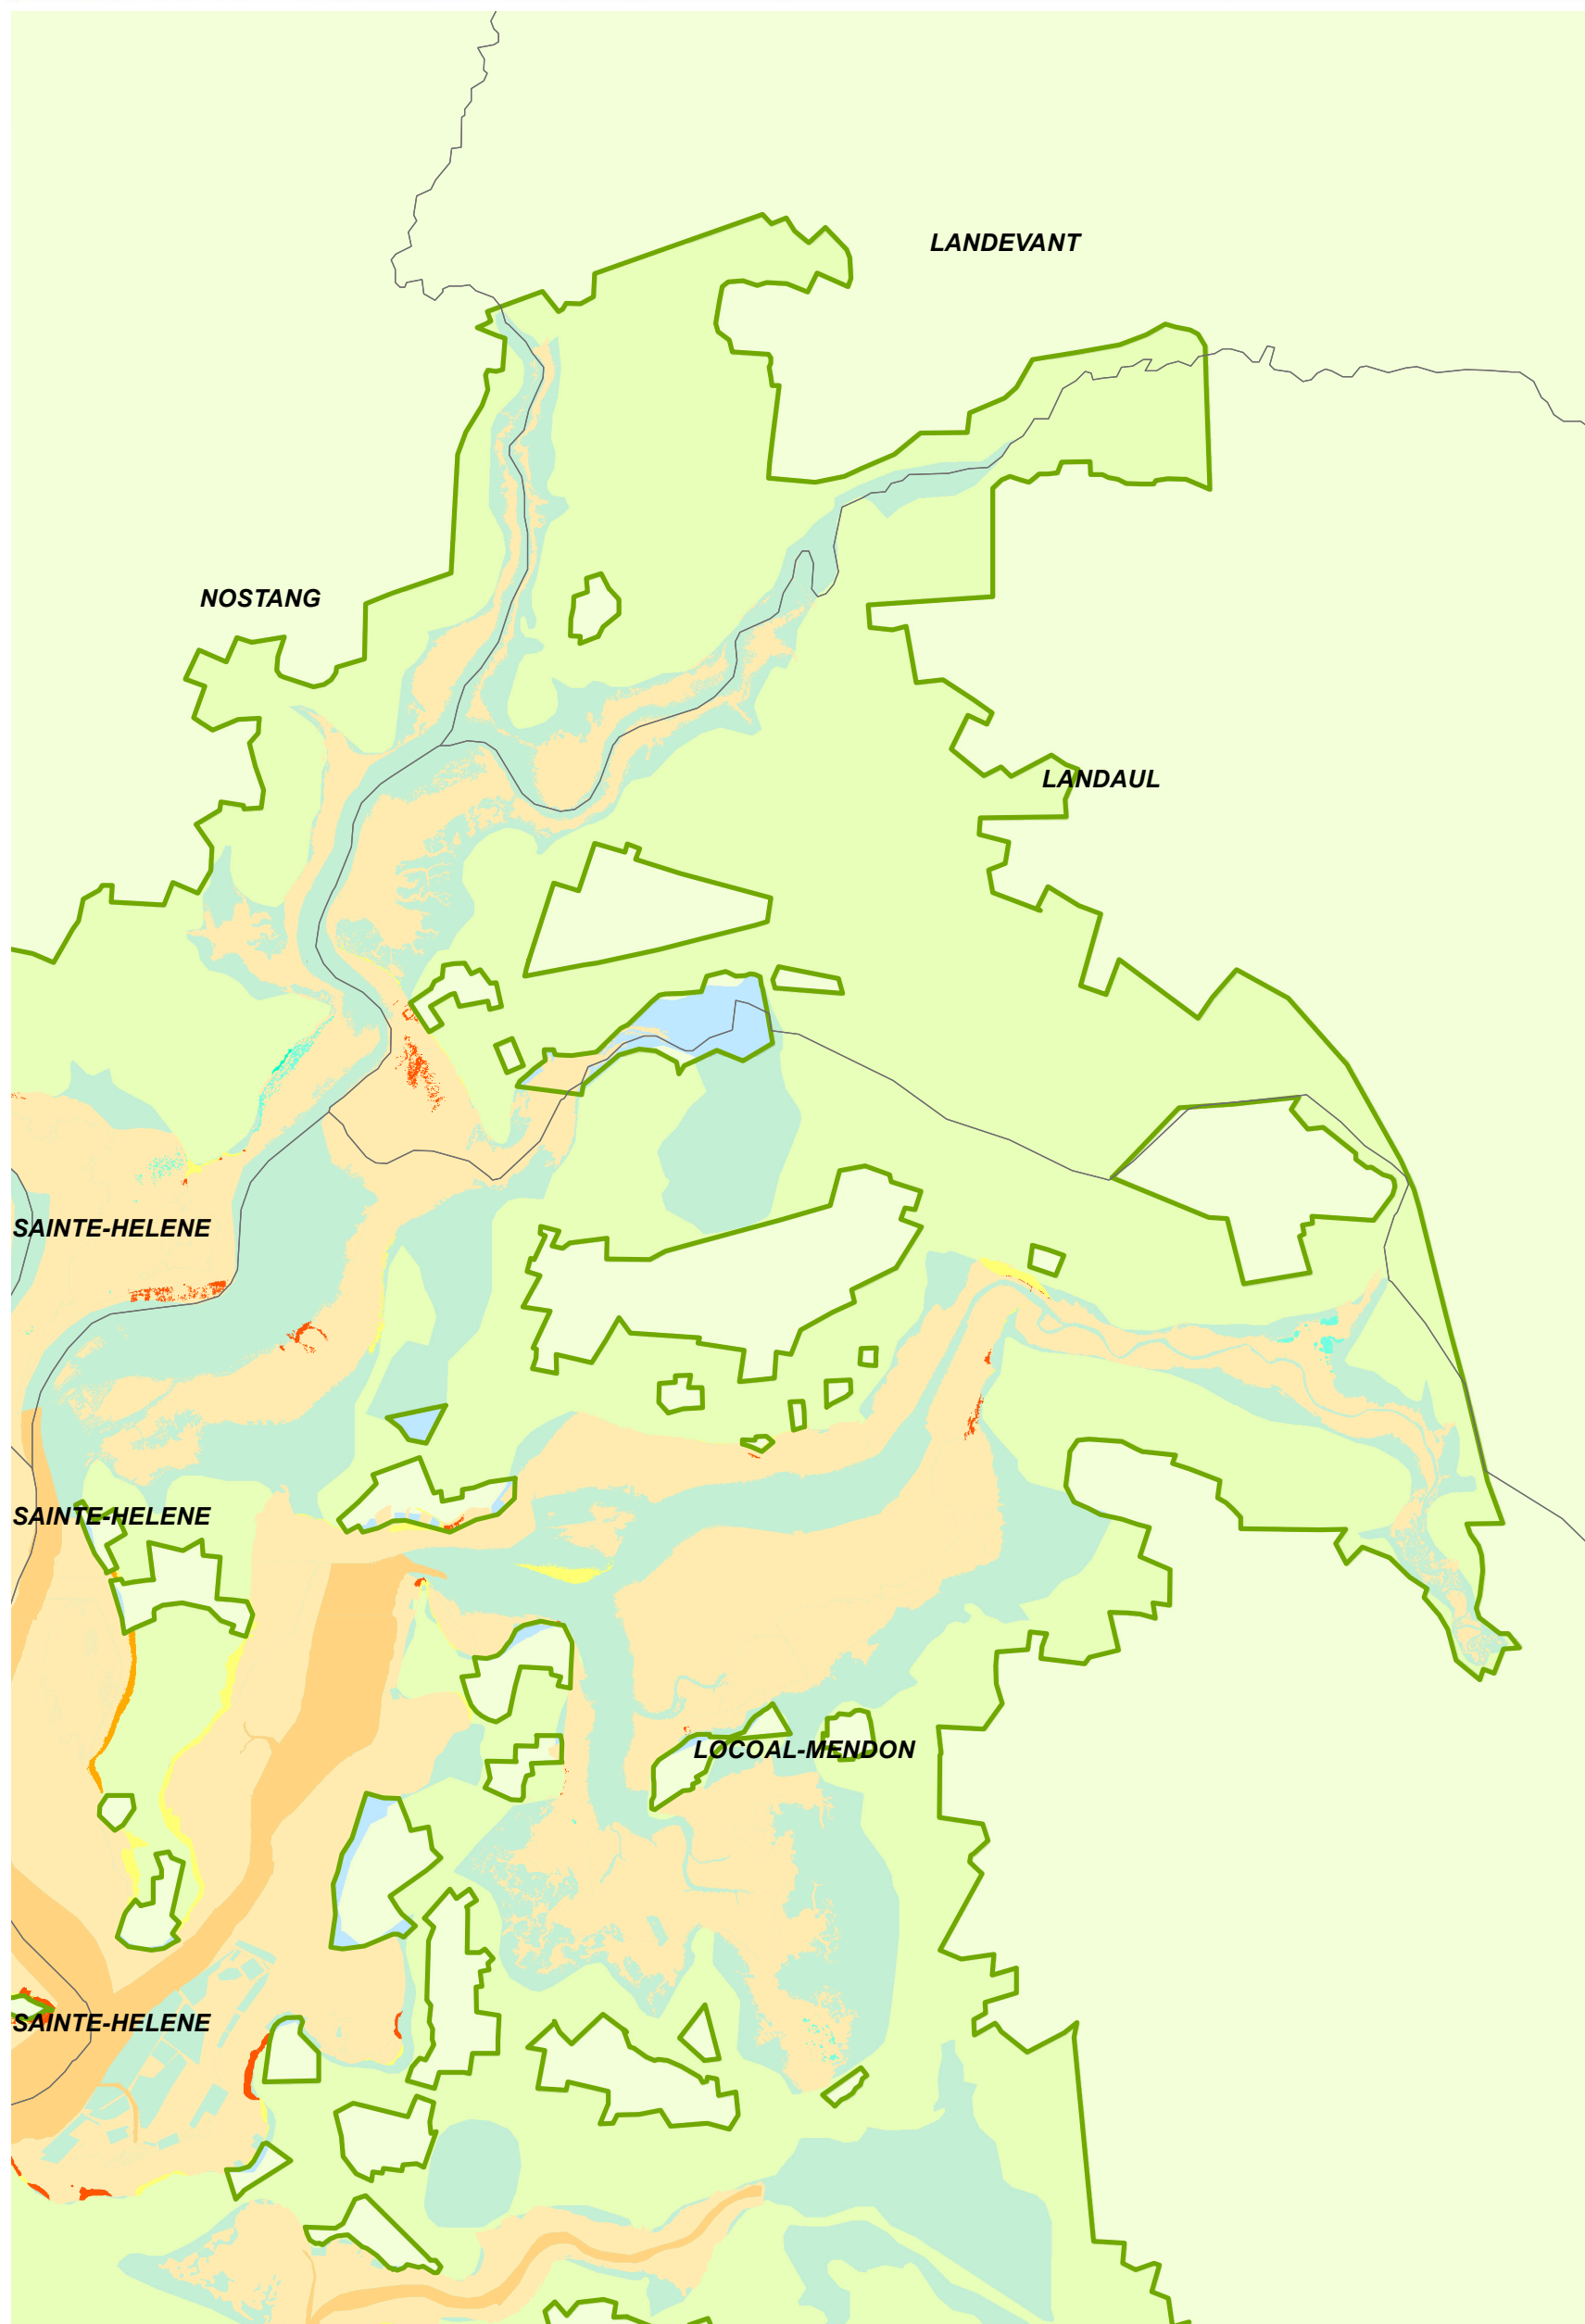 LANDEVANT
NOSTANG
LANDAUL
SAINTE-HELENE
SAINTE-HELENE
LOCOAL-MENDON
SAINTE-HELENE